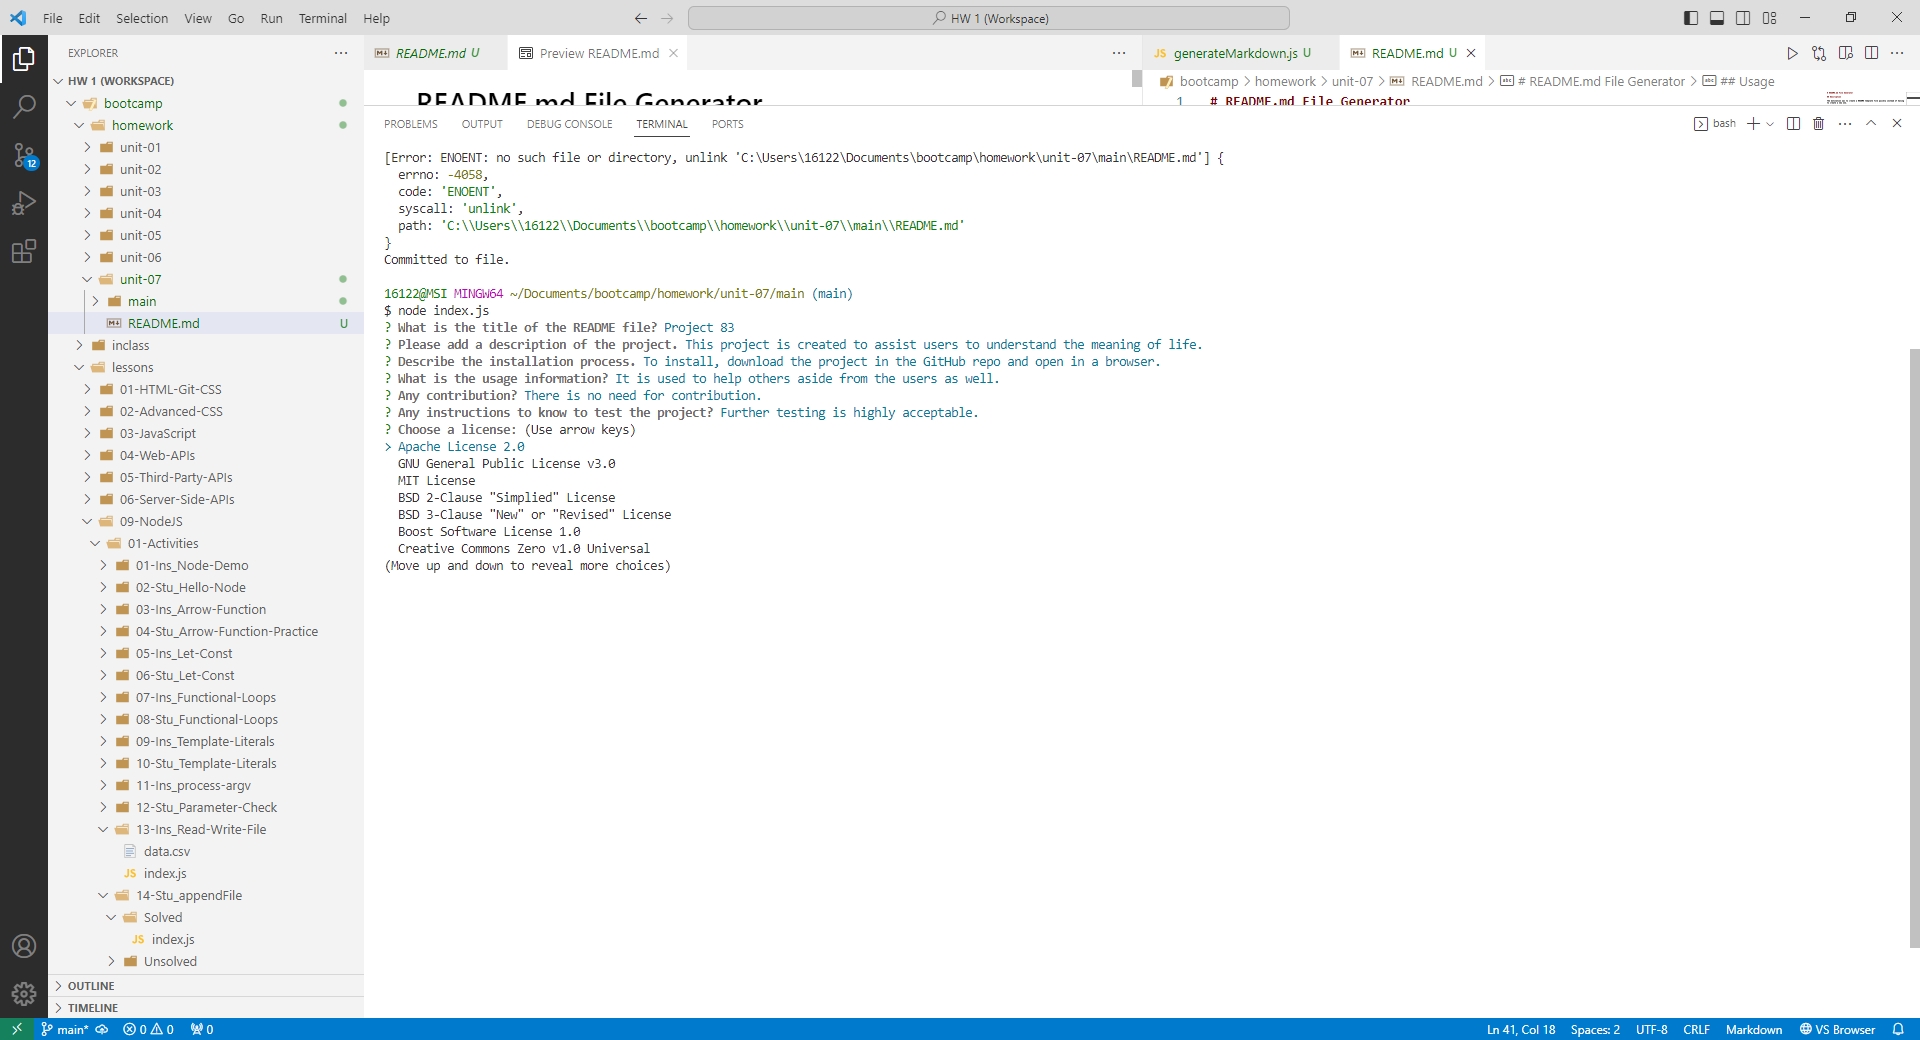 File Edit Selection View Go Run Terminal Help
HW 1 (Workspace)
EXPLORER
HW 1 (WORKSPACE)
bootcamp
homework
unit-01
unit-02
unit-03
unit-04
unit-05
unit-06
unit-07
main
README.md U
inclass
lessons
01-HTML-Git-CSS
02-Advanced-CSS
03-JavaScript
04-Web-APIs
05-Third-Party-APIs
06-Server-Side-APIs
09-NodeJS
01-Activities
01-Ins_Node-Demo
02-Stu_Hello-Node
03-Ins_Arrow-Function
04-Stu_Arrow-Function-Practice
05-Ins_Let-Const
06-Stu_Let-Const
07-Ins_Functional-Loops
08-Stu_Functional-Loops
09-Ins_Template-Literals
10-Stu_Template-Literals
11-Ins_process-argv
12-Stu_Parameter-Check
13-Ins_Read-Write-File
data.csv
JS index.js
14-Stu_appendFile
Solved
JS index.js
Unsolved
OUTLINE
TIMELINE
12
README.md U
Preview README.md
README.md File Generator
JS generateMarkdown.js U
README.md U
bootcamp > homework > unit-07 > README.md > # README.md File Generator > ## Usage
1 # README.md File Generator
PROBLEMS OUTPUT DEBUG CONSOLE TERMINAL PORTS
bash
[Error: ENOENT: no such file or directory, unlink 'C:\Users\16122\Documents\bootcamp\homework\unit-07\main\README.md'] {
errno: -4058,
code: 'ENOENT',
syscall: 'unlink',
path: 'C:\\Users\\16122\\Documents\\bootcamp\\homework\\unit-07\\main\\README.md'
}
Committed to file.
16122@MSI MINGW64 ~/Documents/bootcamp/homework/unit-07/main (main)
$ node index.js
? What is the title of the README file? Project 83
? Please add a description of the project. This project is created to assist users to understand the meaning of life.
? Describe the installation process. To install, download the project in the GitHub repo and open in a browser.
? What is the usage information? It is used to help others aside from the users as well.
? Any contribution? There is no need for contribution.
? Any instructions to know to test the project? Further testing is highly acceptable.
? Choose a license: (Use arrow keys)
> Apache License 2.0
GNU General Public License v3.0
MIT License
BSD 2-Clause "Simplied" License
BSD 3-Clause "New" or "Revised" License
Boost Software License 1.0
Creative Commons Zero v1.0 Universal
(Move up and down to reveal more choices)
main* 0 0 0
Ln 41, Col 18 Spaces: 2 UTF-8 CRLF Markdown VS Browser